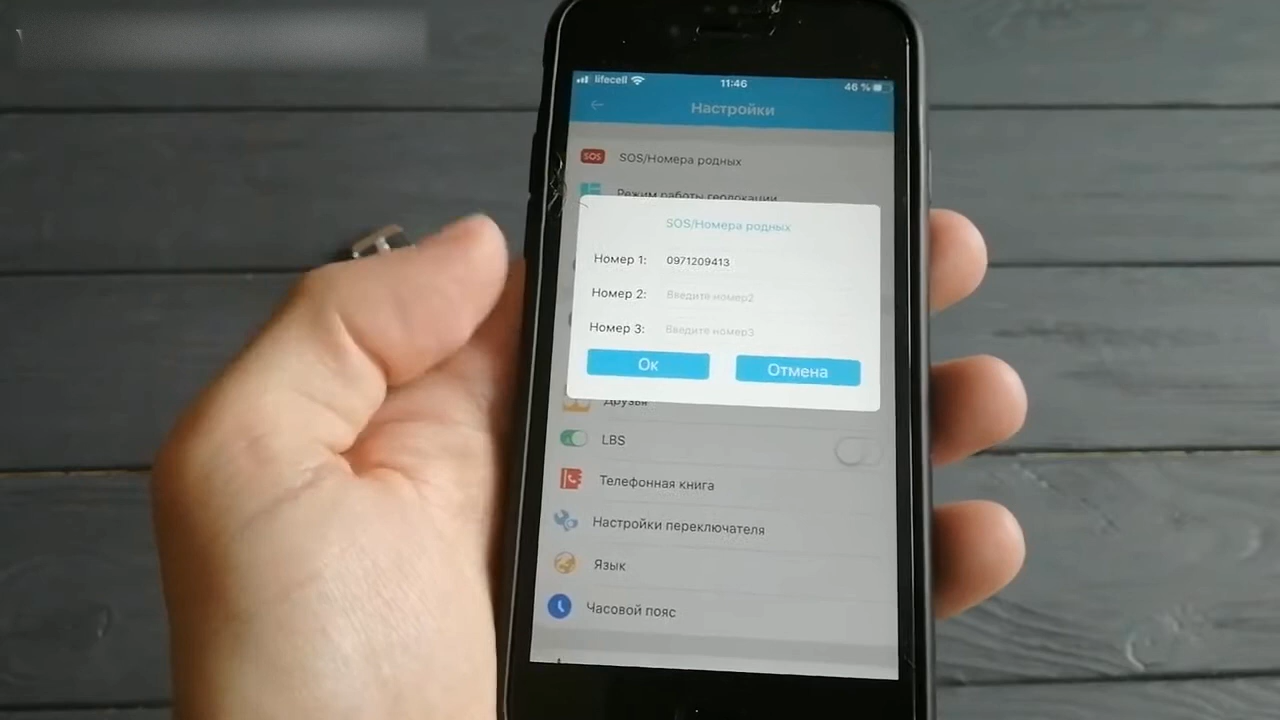 lifecell 11:46 46 %
Настройки
SOS SOS/Номера родных
Режим работы геолокации
SOS/Номера родных
Номер 1: 0971209413
Номер 2: Введите номер2
Номер 3: Введите номер3
Ок Отмена
Друзья
LBS
Телефонная книга
Настройки переключателя
Язык
Часовой пояс